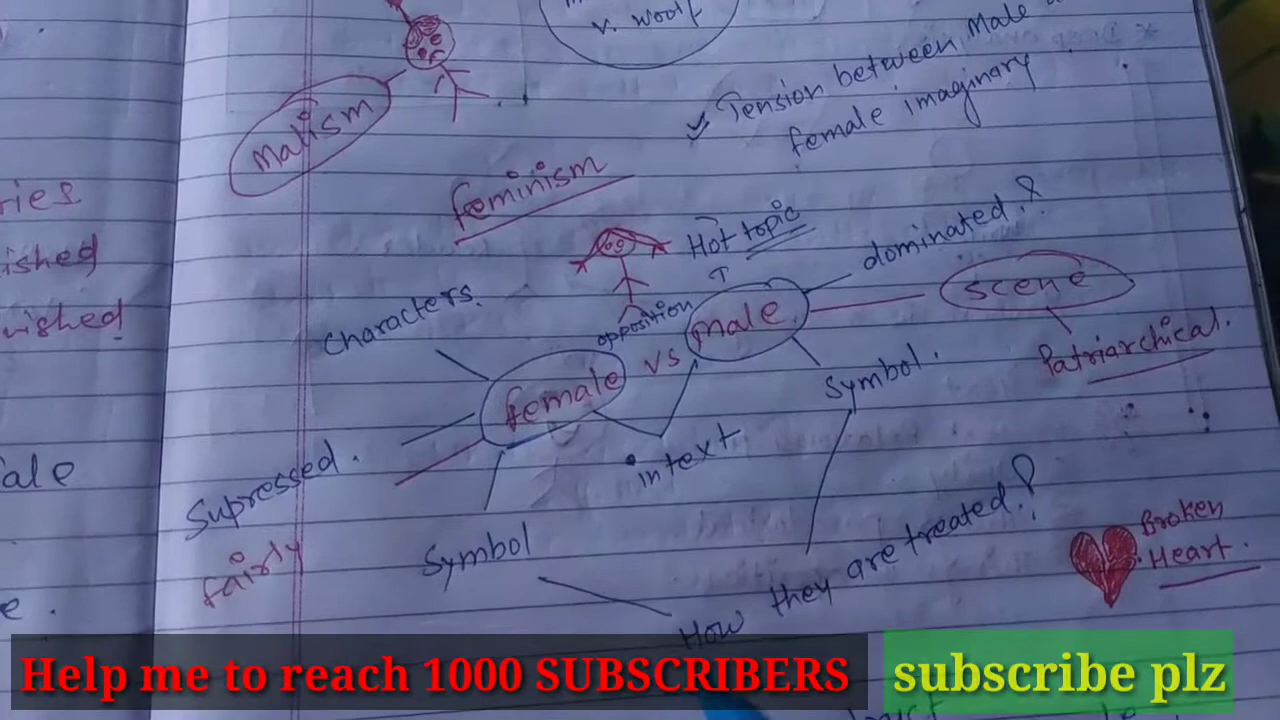 v. woolf
Malism
Tension between Male
female imaginary
feminism
ries
ished
nished
Hot topic
dominated?
scene
Patriarchical.
Characters.
opposition
male.
vs
female
Symbol.
intext
ale
Supressed.
fairly
Symbol
How they are treated?
Broken
Heart.
e.
Help me to reach 1000 SUBSCRIBERS
subscribe plz